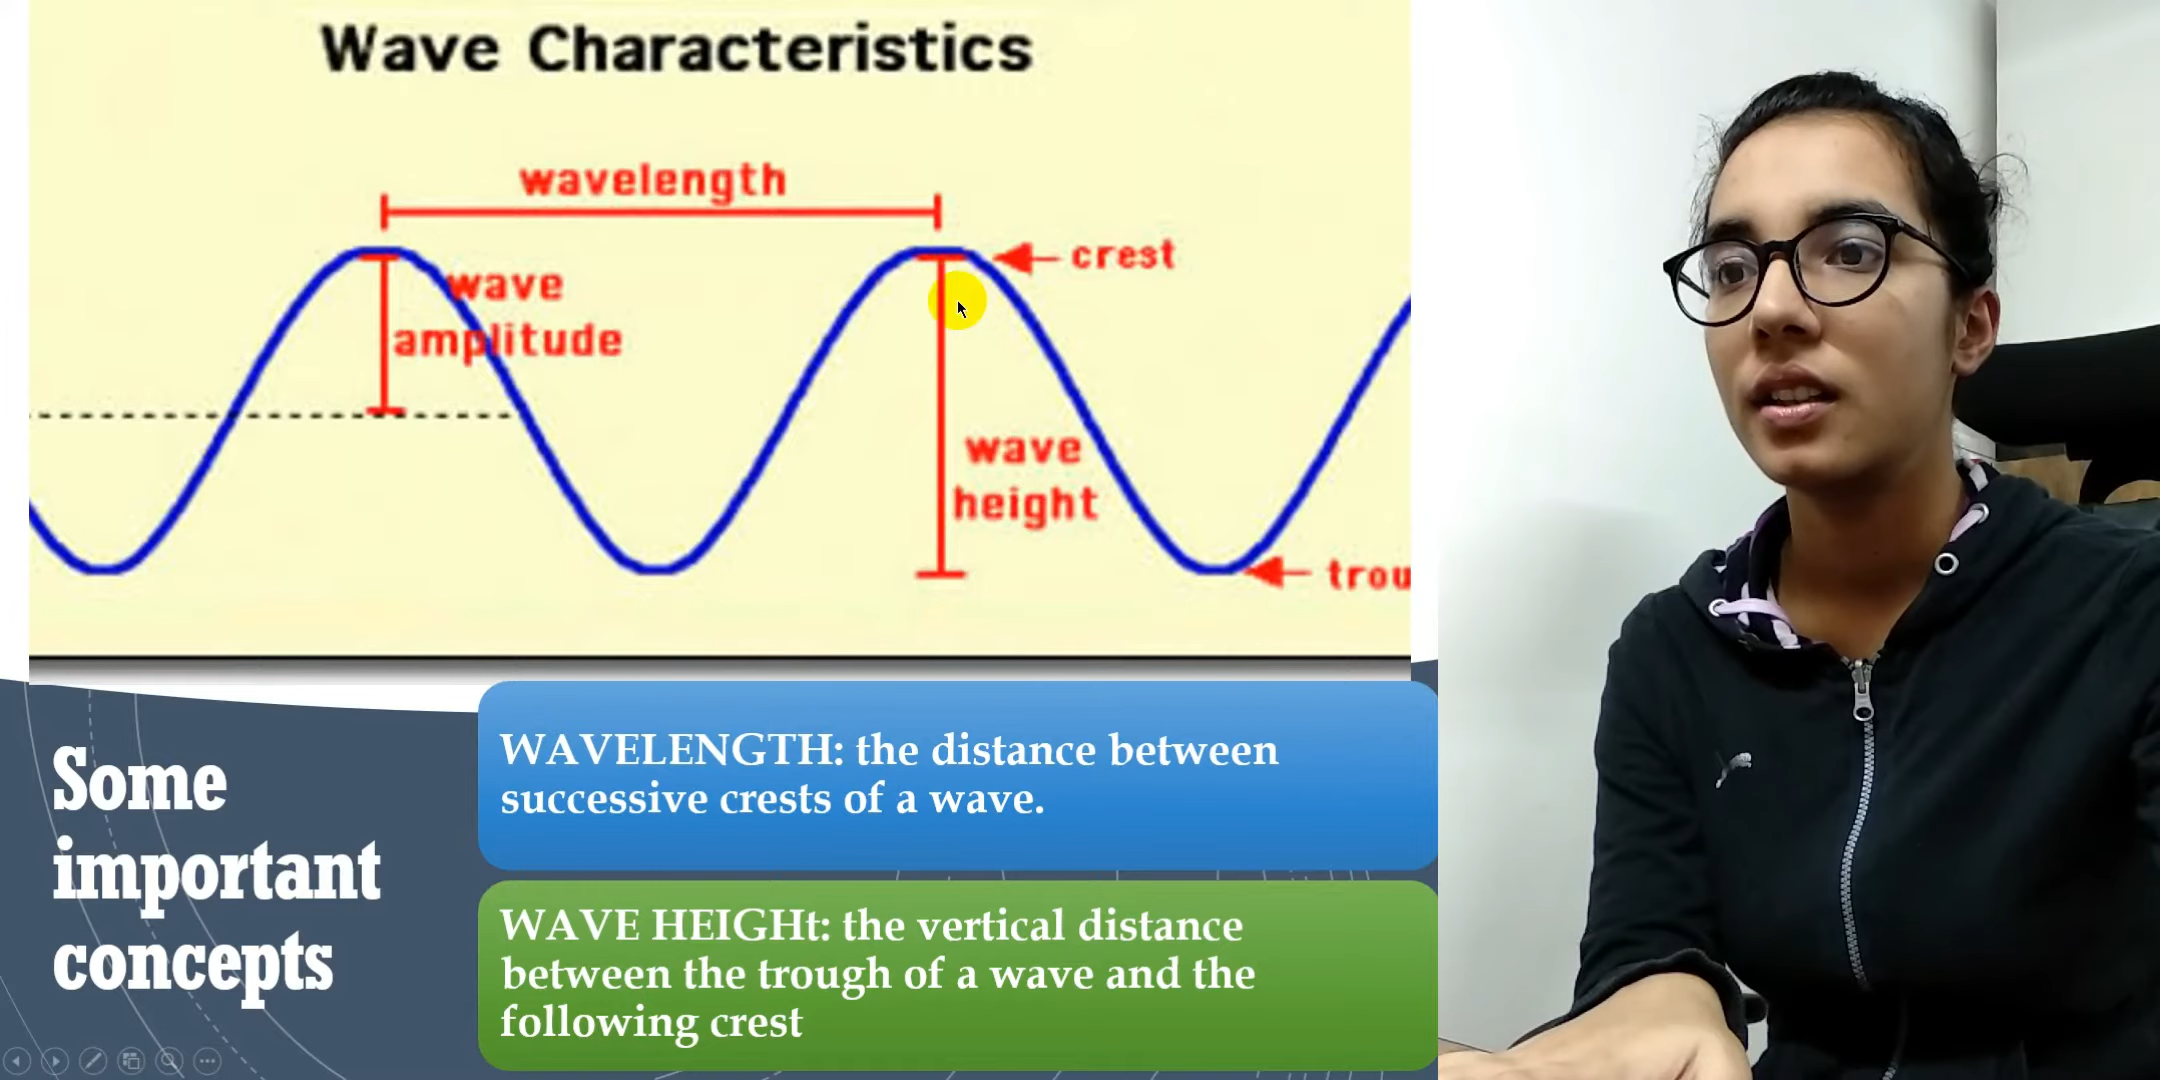 Wave Characteristics
wavelength
crest
wave
amplitude
wave
height
trou
Some
important
concepts
WAVELENGTH: the distance between
successive crests of a wave.
WAVE HEIGHt: the vertical distance
between the trough of a wave and the
following crest